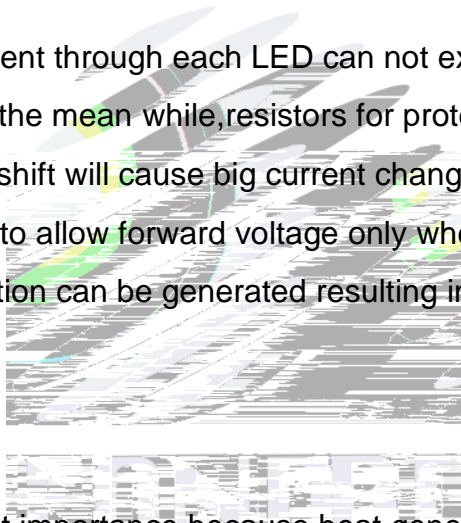 ent through each LED can not ex
the mean while,resistors for prote
shift will cause big current chang
to allow forward voltage only whe
tion can be generated resulting in
t importance because heat gene